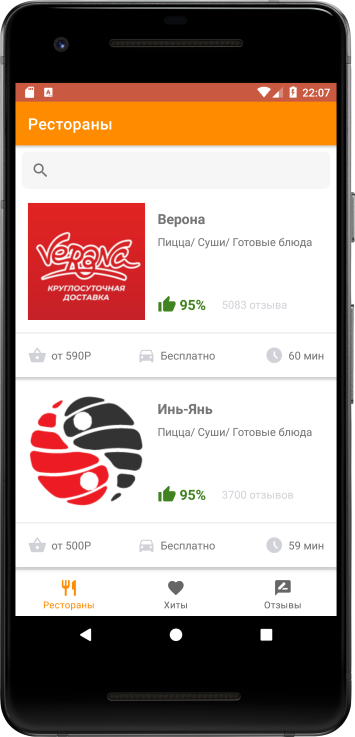 22:07
Рестораны
Verona
КРУГЛОСУТОЧНАЯ
ДОСТАВКА
Верона
Пицца/ Суши/ Готовые блюда
95%
5083 отзыва
от 590Р
Бесплатно
60 мин
Инь-Янь
Пицца/ Суши/ Готовые блюда
95%
3700 отзывов
от 500Р
Бесплатно
59 мин
Рестораны
Хиты
Отзывы